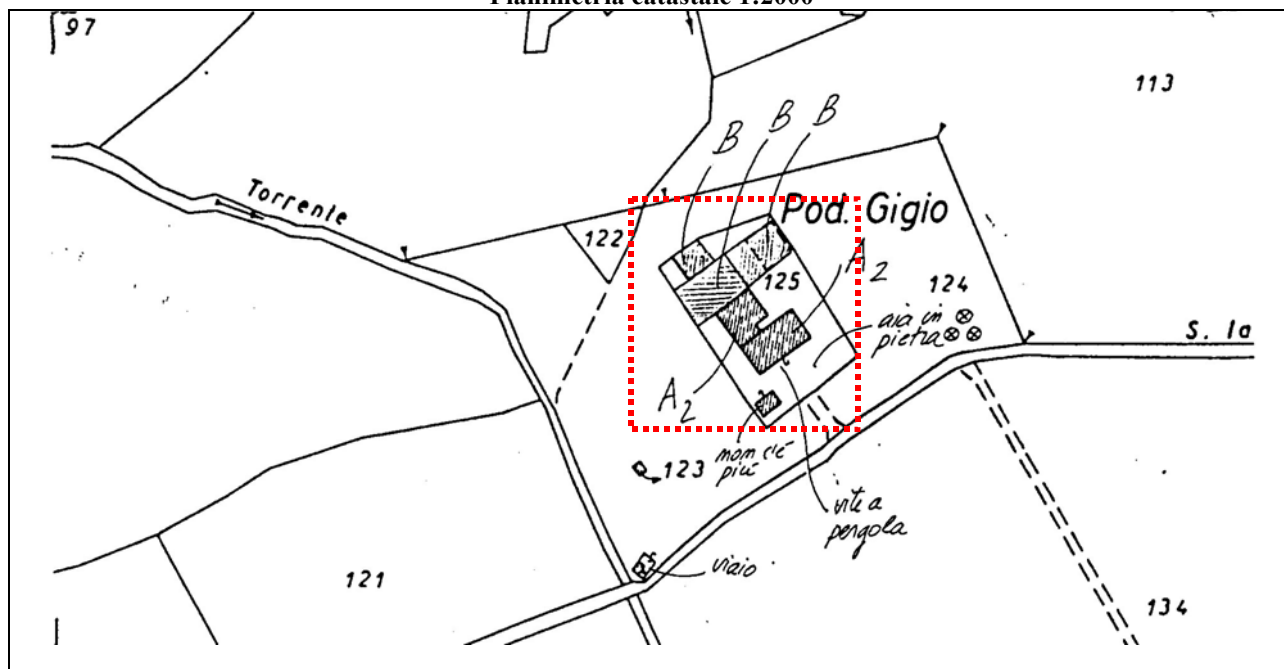 Planimetria catastale 1:2000
97
113
B B B
Torrente
Pod. Gigio
122
A2
125
124
aia in
pietra
S. la
A2
non c'è
più
123
vite a
pergola
121
134